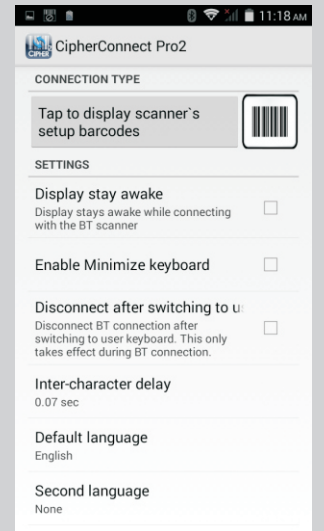 11:18 AM
CipherConnect Pro2
CONNECTION TYPE
Tap to display scanner`s
setup barcodes
SETTINGS
Display stay awake
Display stays awake while connecting
with the BT scanner
Enable Minimize keyboard
Disconnect after switching to u
Disconnect BT connection after
switching to user keyboard. This only
takes effect during BT connection.
Inter-character delay
0.07 sec
Default language
English
Second language
None